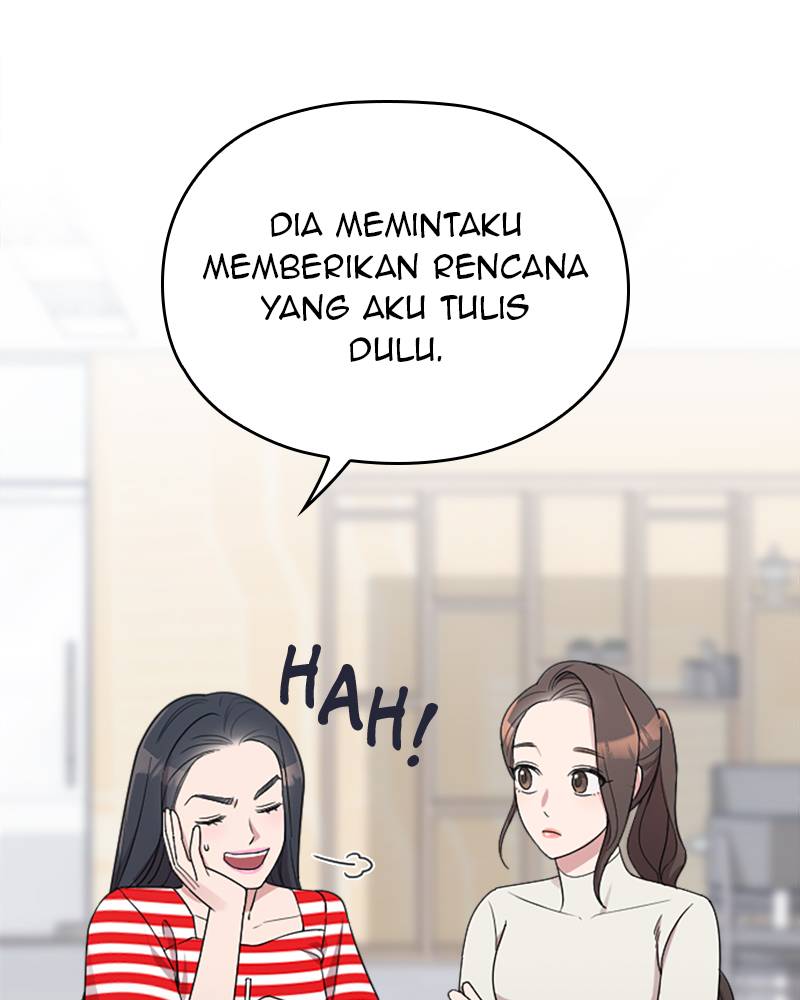 DIA MEMINTAKU
MEMBERIKAN RENCANA
YANG AKU TULIS
DULU.
HAH!